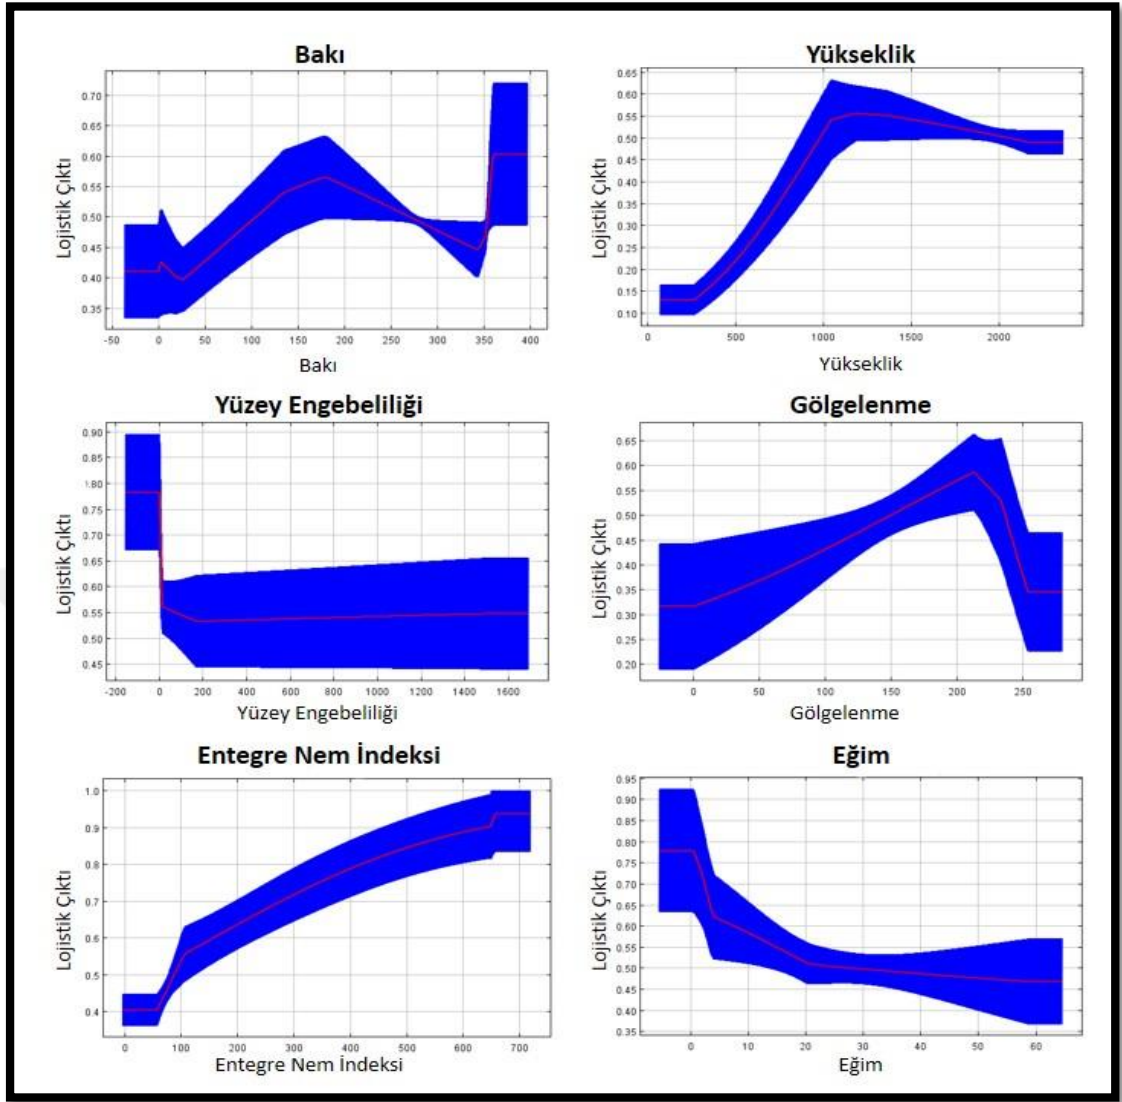 Bakı
0.70
0.65
0.60
0.55
0.50
0.45
0.40
0.35
-50 0 50 100 150 200 250 300 350 400
Lojistik Çıktı
Bakı
Yükseklik
0.65
0.60
0.55
0.50
0.45
0.40
0.35
0.30
0.25
0.20
0.15
0.10
0 500 1000 1500 2000
Lojistik Çıktı
Yükseklik
Yüzey Engebeliliği
0.90
0.85
1.80
0.75
0.70
0.65
0.60
0.55
0.50
0.45
-200 0 200 400 600 800 1000 1200 1400 1600
Lojistik Çıktı
Yüzey Engebeliliği
Gölgelenme
0.65
0.60
0.55
0.50
0.45
0.40
0.35
0.30
0.25
0.20
0 50 100 150 200 250
Lojistik Çıktı
Gölgelenme
Entegre Nem İndeksi
1.0
0.9
0.8
0.7
0.6
0.5
0.4
0 100 200 300 400 500 600 700
Lojistik Çıktı
Entegre Nem İndeksi
Eğim
0.95
0.90
0.85
0.80
0.75
0.70
0.65
0.60
0.55
0.50
0.45
0.40
0.35
0 10 20 30 40 50 60
Lojistik Çıktı
Eğim